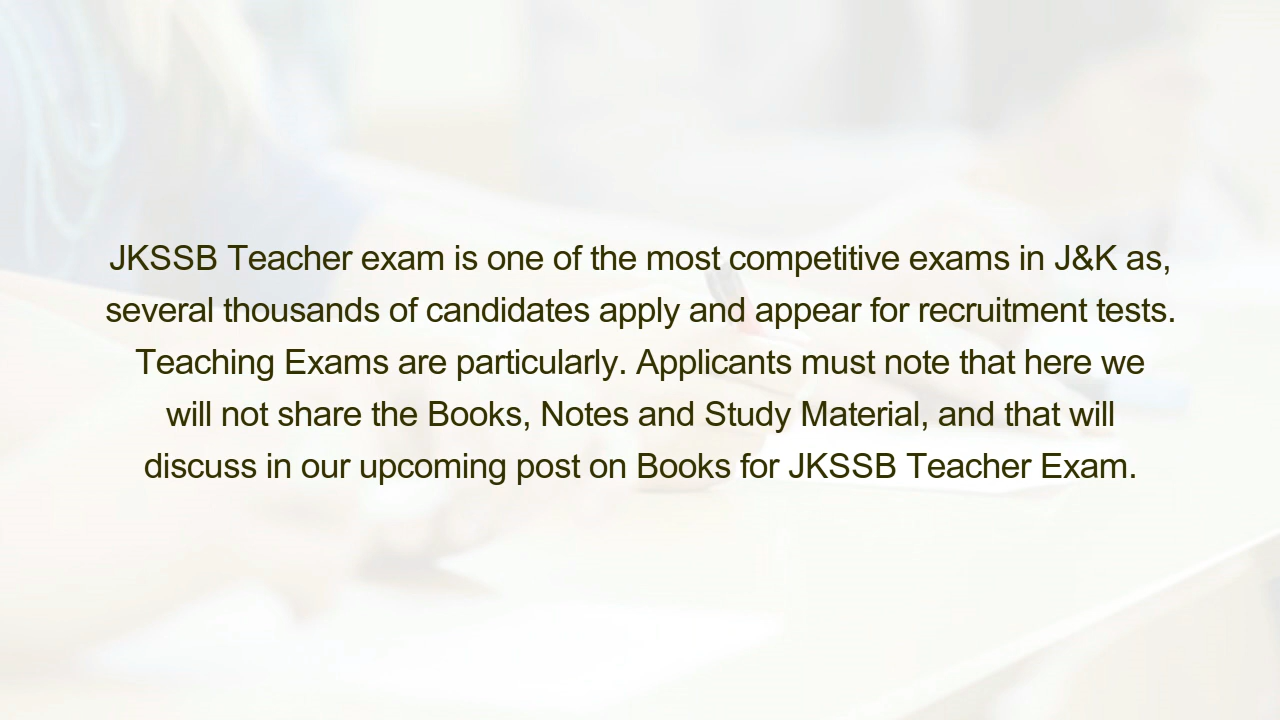 JKSSB Teacher exam is one of the most competitive exams in J&K as,
several thousands of candidates apply and appear for recruitment tests.
Teaching Exams are particularly. Applicants must note that here we
will not share the Books, Notes and Study Material, and that will
discuss in our upcoming post on Books for JKSSB Teacher Exam.